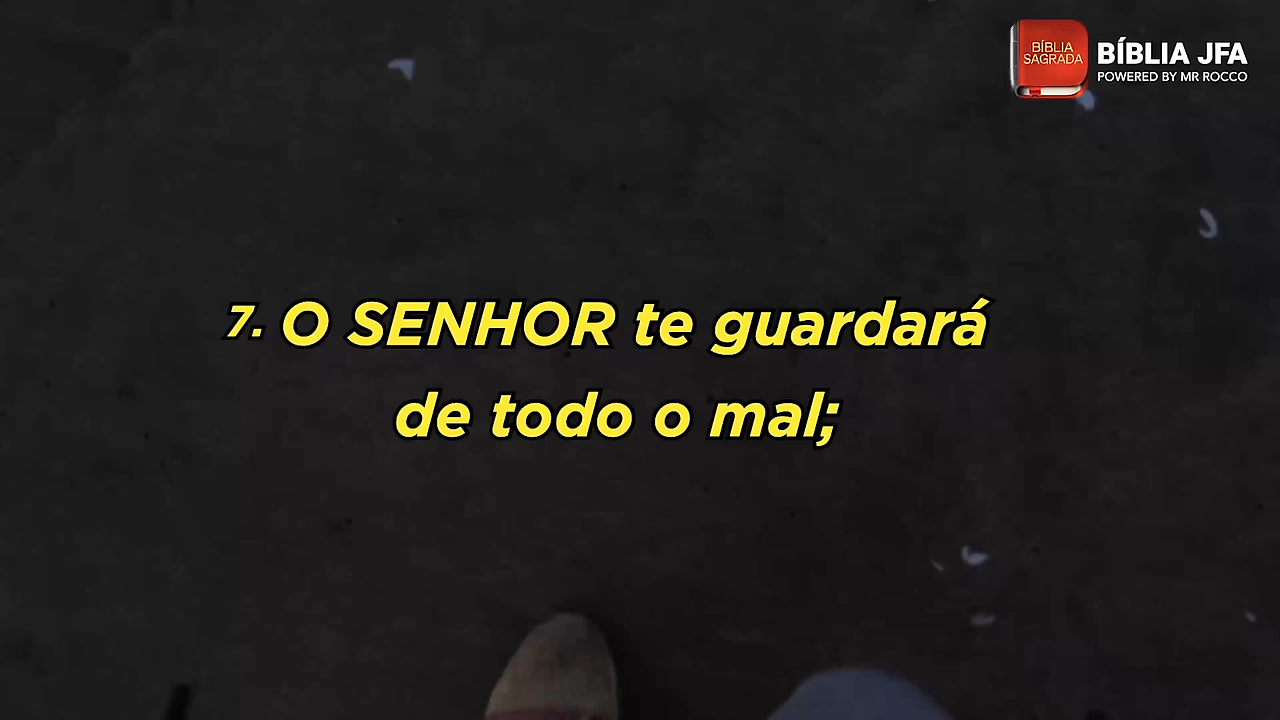 BÍBLIA
SAGRADA
BÍBLIA JFA
POWERED BY MR ROCCO
7. O SENHOR te guardará
de todo o mal;